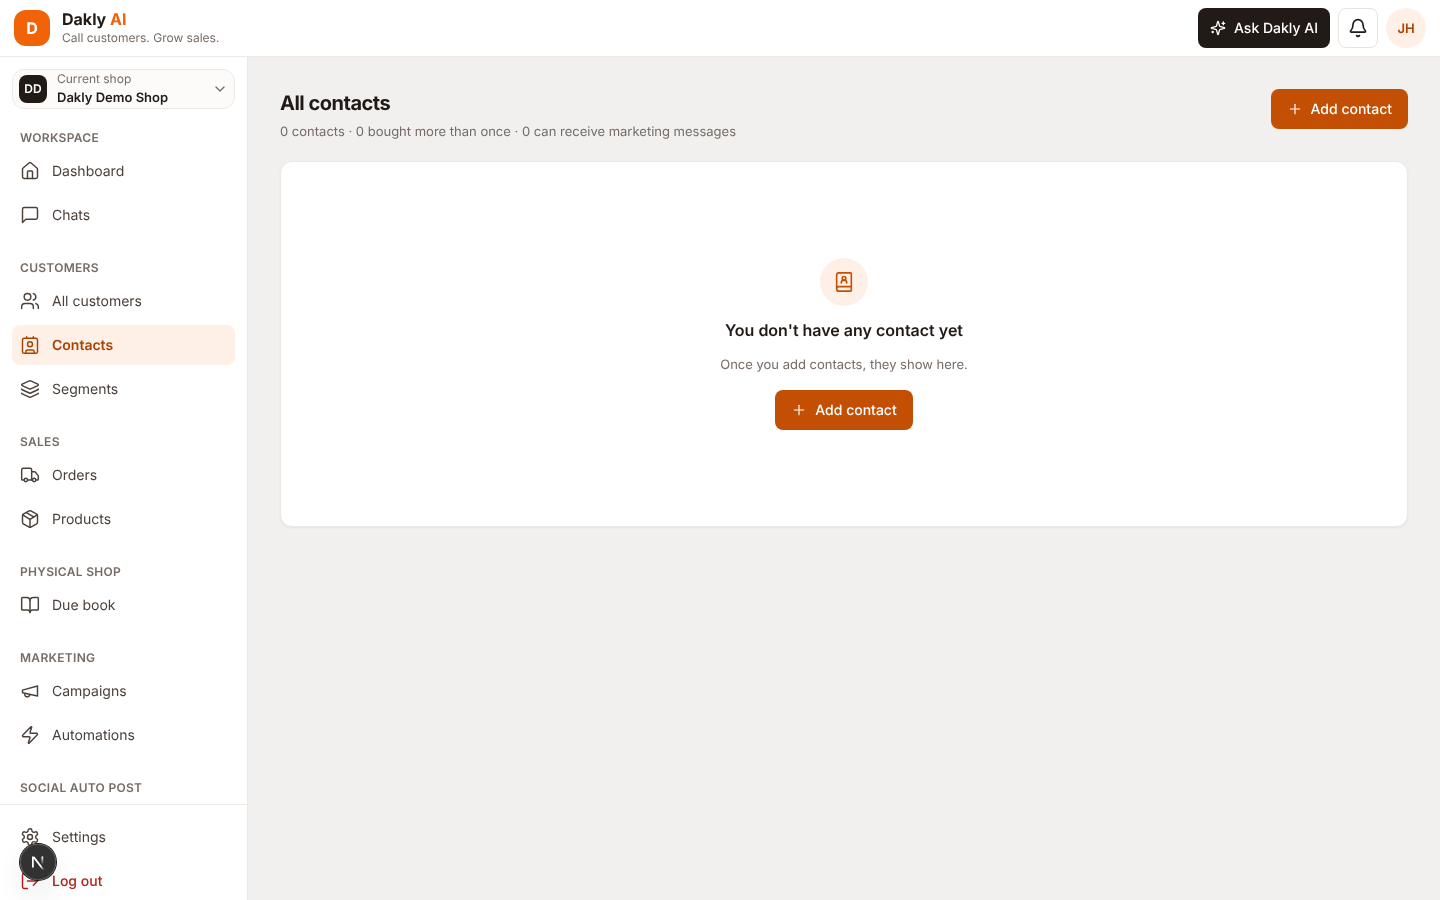 D
Dakly AI
Call customers. Grow sales.
Ask Dakly AI
JH
DD
Current shop
Dakly Demo Shop
WORKSPACE
Dashboard
Chats
CUSTOMERS
All customers
Contacts
Segments
SALES
Orders
Products
PHYSICAL SHOP
Due book
MARKETING
Campaigns
Automations
SOCIAL AUTO POST
Settings
N
Log out
All contacts
0 contacts · 0 bought more than once · 0 can receive marketing messages
Add contact
You don't have any contact yet
Once you add contacts, they show here.
Add contact